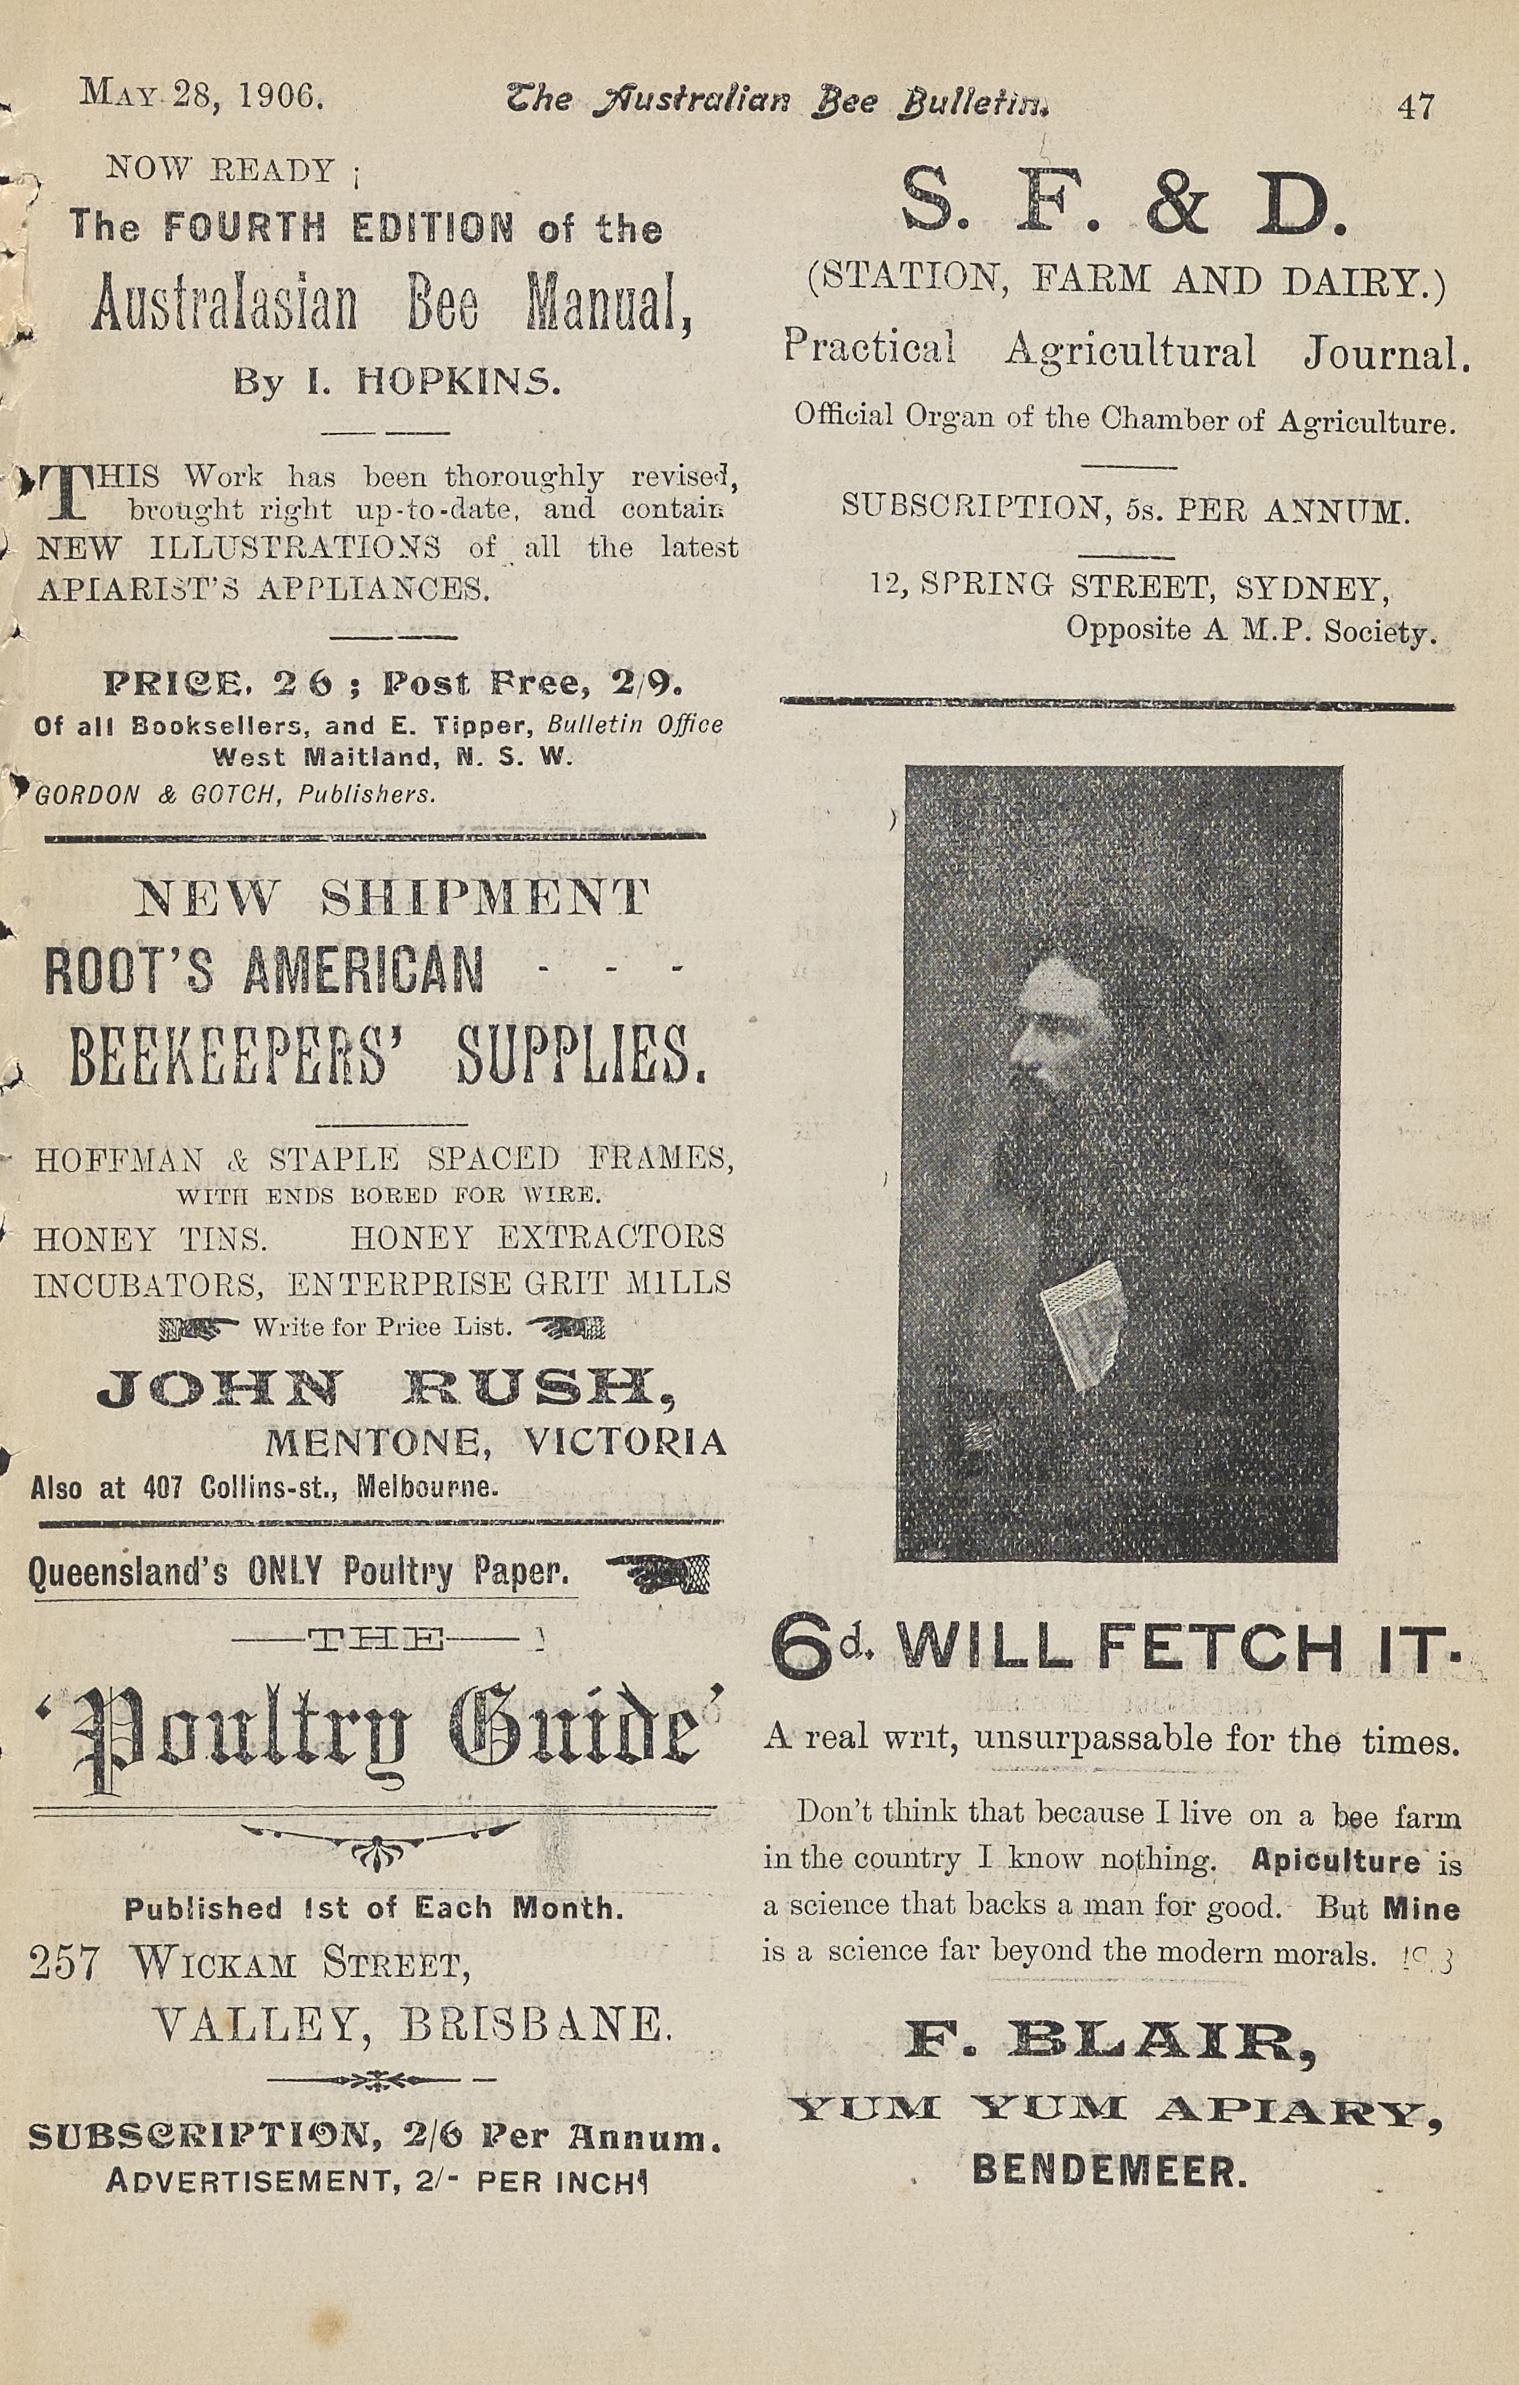 MAY 28, 1906. The Australian Bee Bulletin. 47
NOW READY ;
The FOURTH EDITION of the
Australasian Bee Manual,
By I. HOPKINS.
THIS Work has been thoroughly revised,
brought right up-to-date, and contain
NEW ILLUSTRATIONS of all the latest
APIARIST'S APPLIANCES.
PRICE. 2 6 ; Post Free, 2/9.
Of all Booksellers, and E. Tipper, Bulletin Office
West Maitland, N. S. W.
GORDON & GOTCH, Publishers.
NEW SHIPMENT
ROOT'S AMERICAN - - -
BEEKEEPERS' SUPPLIES.
HOFFMAN & STAPLE SPACED FRAMES,
WITH ENDS BORED FOR WIRE.
HONEY TINS. HONEY EXTRACTORS
INCUBATORS, ENTERPRISE GRIT M1LLS
Write for Price List.
JOHN RUSH,
MENTONE, VICTORIA
Also at 407 Collins-st., Melbourne.
Queensland's ONLY Poultry Paper.
—THE—
'Poultry Guide'
Published 1st of Each Month.
257 WICKAM STREET,
VALLEY, BRISBANE.
SUBSCRIPTION, 2/6 Per Annum.
ADVERTISEMENT, 2/- PER INCH¶
S. F. & D.
(STATION, FARM AND DAIRY.)
Practical Agricultural Journal.
Official Organ of the Chamber of Agriculture.
SUBSCRIPTION, 5s. PER ANNUM.
12, SPRING STREET, SYDNEY,
Opposite A M.P. Society.
6d. WILL FETCH IT.
A real writ, unsurpassable for the times.
Don't think that because I live on a bee farm
in the country I know nothing. Apiculture is
a science that backs a man for good. But Mine
is a science far beyond the modern morals.
F. BLAIR,
YUM YUM APIARY,
BENDEMEER.